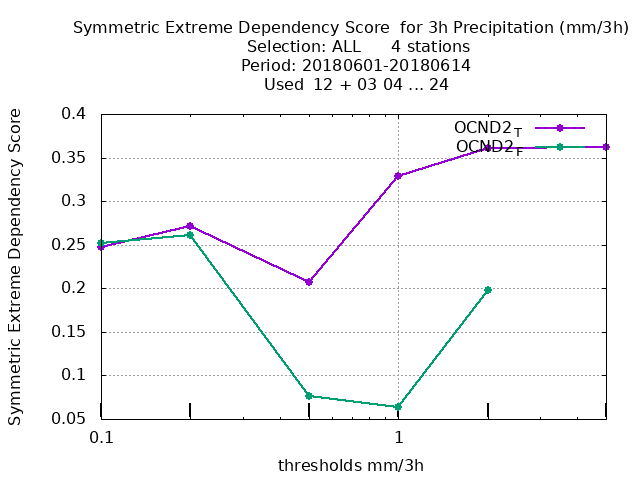 Symmetric Extreme Dependency Score  for 3h Precipitation (mm/3h)
Selection: ALL      4 stations
Period: 20180601-20180614
Used  12 + 03 04 ... 24
OCND2_T
OCND2_F
0.4
0.35
0.3
0.25
0.2
0.15
0.1
0.05
Symmetric Extreme Dependency Score
0.1
1
thresholds mm/3h